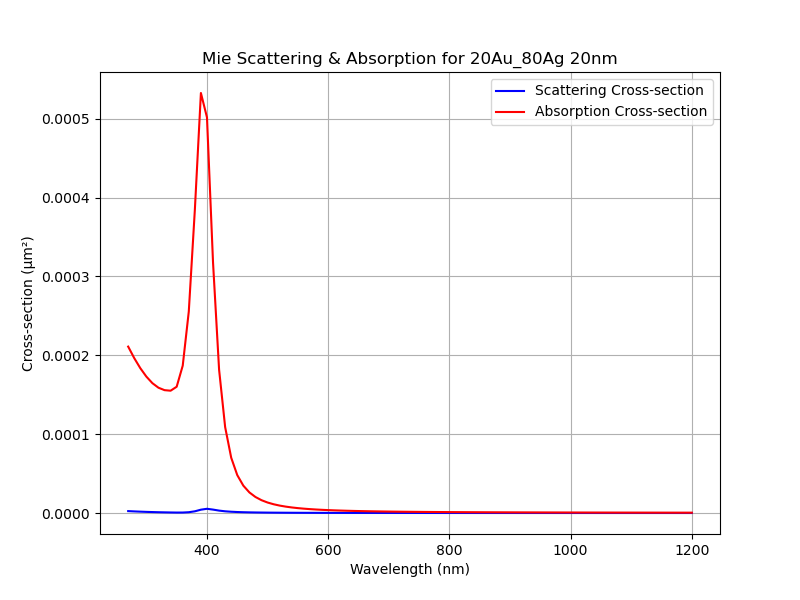 Mie Scattering & Absorption for 20Au_80Ag 20nm
Scattering Cross-section
Absorption Cross-section
Cross-section (μm²)
0.0005
0.0004
0.0003
0.0002
0.0001
0.0000
400 600 800 1000 1200
Wavelength (nm)